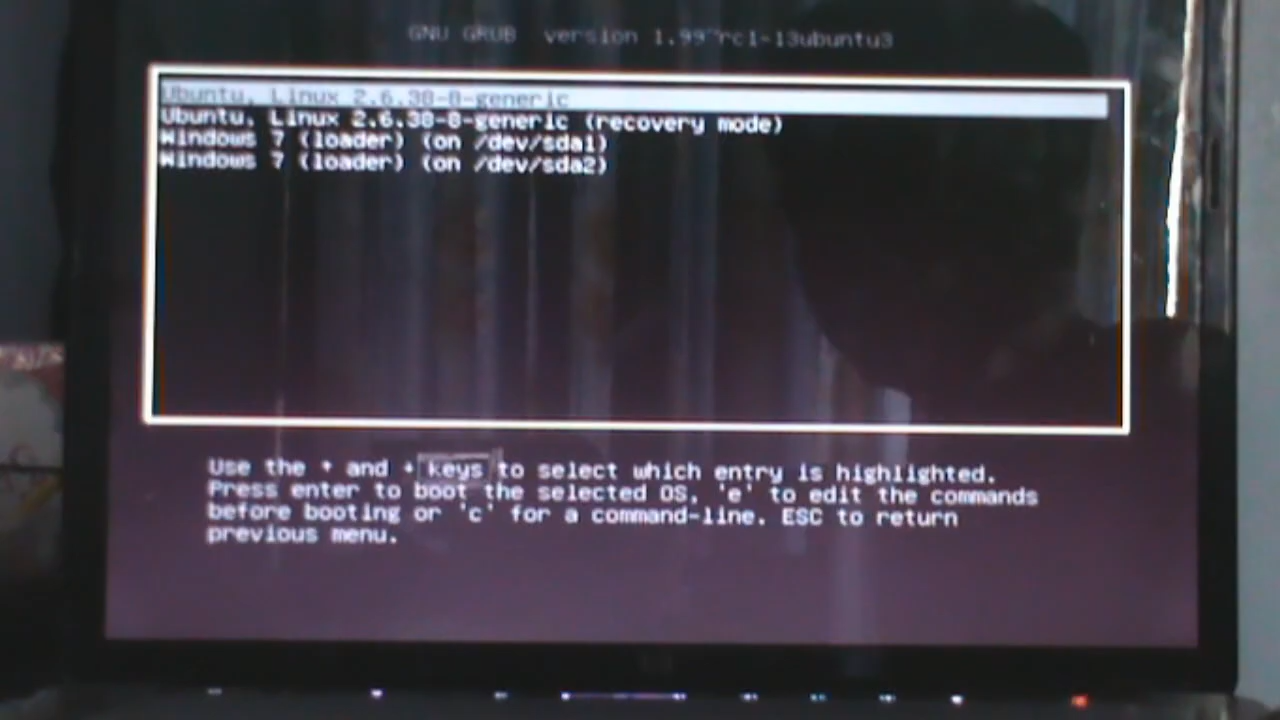 GNU GRUB version 1.99~rc1-13ubuntu3
Ubuntu, Linux 2.6.38-8-generic
Ubuntu, Linux 2.6.38-8-generic (recovery mode)
Windows 7 (loader) (on /dev/sda1)
Windows 7 (loader) (on /dev/sda2)
Use the ↑ and ↓ keys to select which entry is highlighted.
Press enter to boot the selected OS, 'e' to edit the commands
before booting or 'c' for a command-line. ESC to return
previous menu.